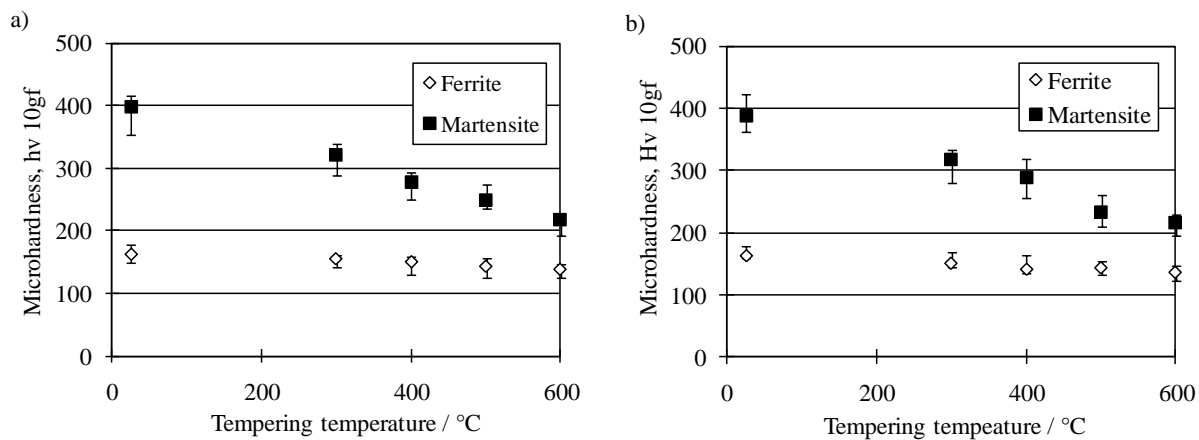 a)
500
400
300
200
100
0
Microhardness, hv 10gf
Ferrite
Martensite
0 200 400 600
Tempering temperature / °C
b)
500
400
300
200
100
0
Microhardness, Hv 10gf
Ferrite
Martensite
0 200 400 600
Tempering tempeature / °C